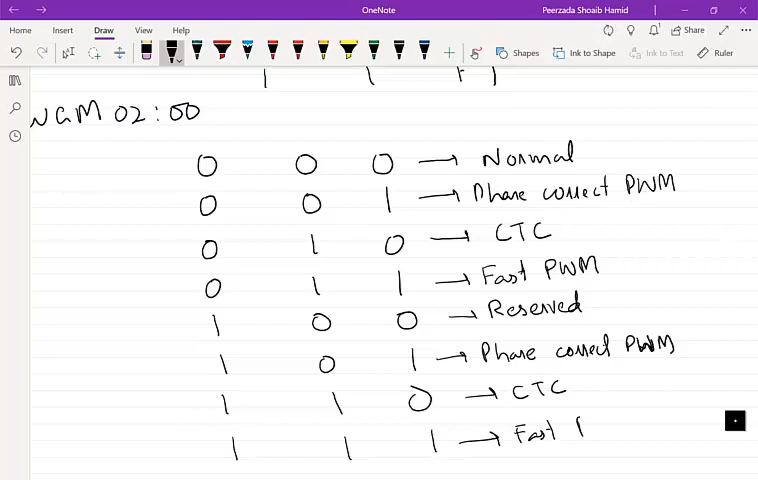 OneNote
Peerzada Shoaib Hamid
Home Insert Draw View Help Share
Shapes Ink to Shape Ink to Text Ruler
WGM 02:00
0 0 0 → Normal
0 0 1 → Phase correct PWM
0 1 0 → CTC
0 1 1 → Fast PWM
1 0 0 → Reserved
1 0 1 → Phase correct PWM
1 1 0 → CTC
1 1 1 → Fast